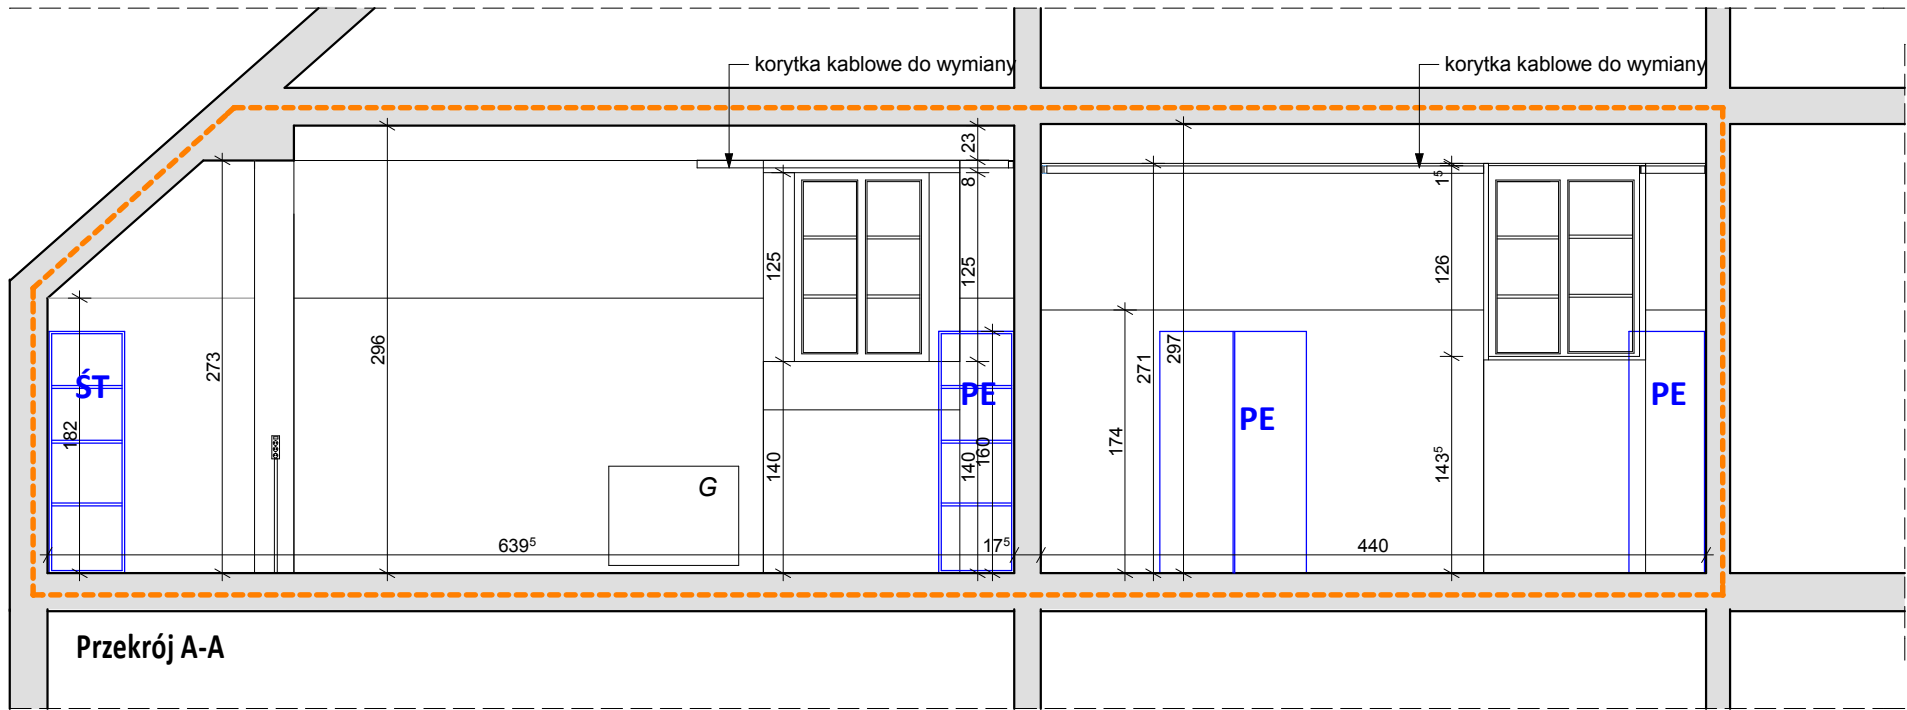 korytka kablowe do wymiany
korytka kablowe do wymiany
23
8
1⁵
125
125
126
273
296
271
297
182
ŚT
PE
PE
PE
174
140
140
160
143⁵
G
639⁵
17⁵
440
Przekrój A-A